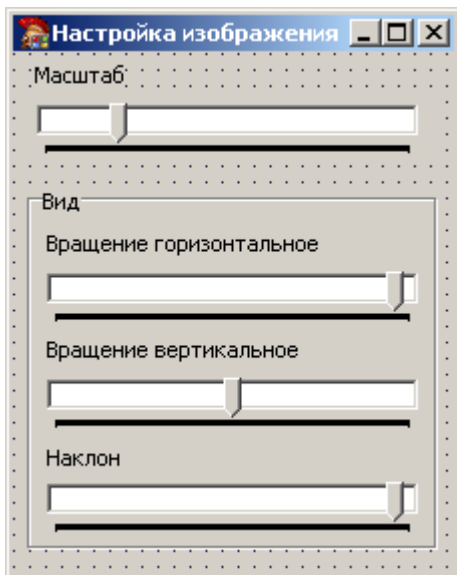 Настройка изображения
Масштаб
Вид
Вращение горизонтальное
Вращение вертикальное
Наклон